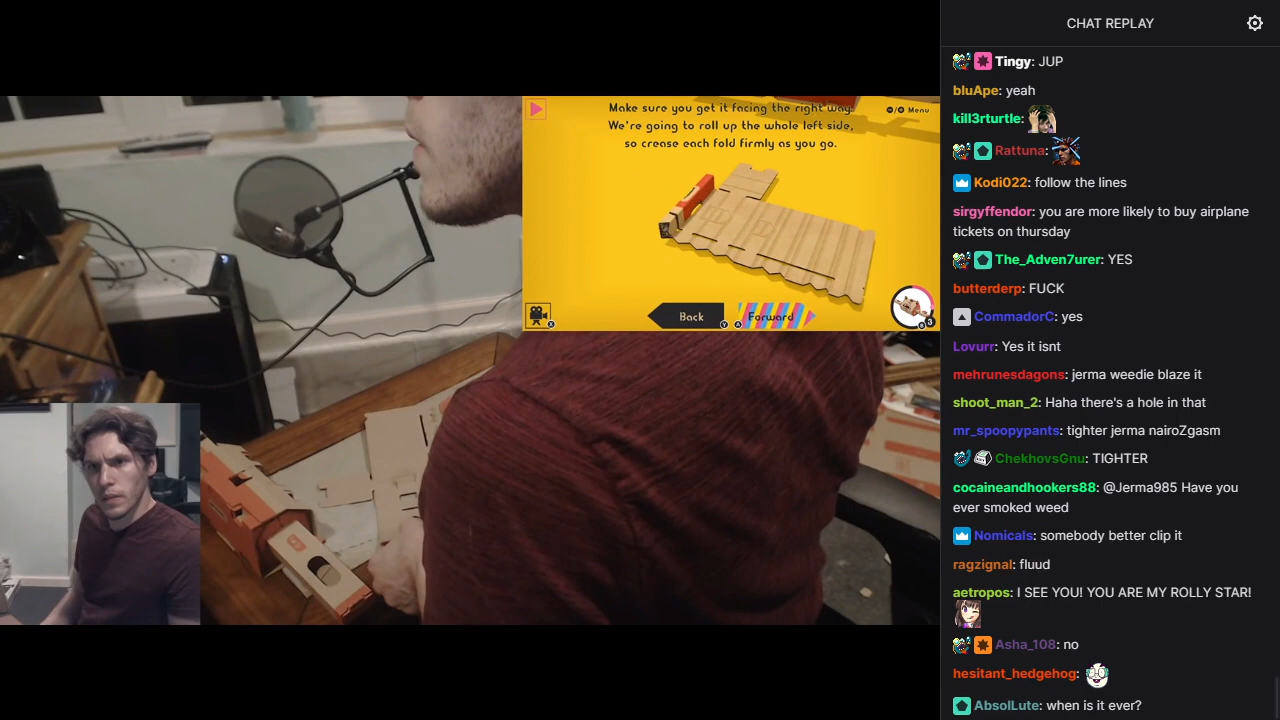 Make sure you get it facing the right way.
We're going to roll up the whole left side,
so crease each fold firmly as you go.
Menu
Back
Forward
CHAT REPLAY
Tingy: JUP
bluApe: yeah
kill3rturtle:
Rattuna:
Kodi022: follow the lines
sirgyffendor: you are more likely to buy airplane
tickets on thursday
The_Adven7urer: YES
butterderp: FUCK
CommadorC: yes
Lovurr: Yes it isnt
mehrunesdagons: jerma weedie blaze it
shoot_man_2: Haha there's a hole in that
mr_spoopypants: tighter jerma nairoZgasm
ChekhovsGnu: TIGHTER
cocaineandhookers88: @Jerma985 Have you
ever smoked weed
Nomicals: somebody better clip it
ragzignal: fluud
aetropos: I SEE YOU! YOU ARE MY ROLLY STAR!
Asha_108: no
hesitant_hedgehog:
AbsolLute: when is it ever?